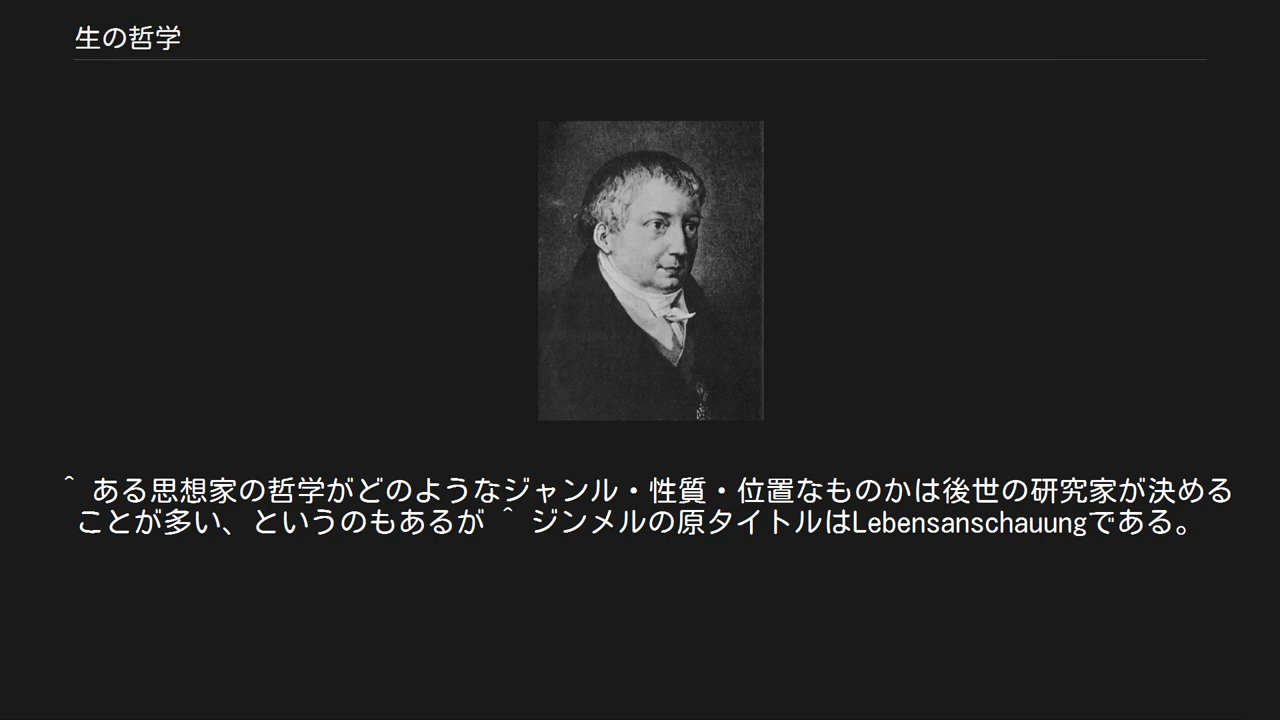 生の哲学
^ ある思想家の哲学がどのようなジャンル・性質・位置なものかは後世の研究家が決める
ことが多い、というのもあるが ^ ジンメルの原タイトルはLebensanschauungである。